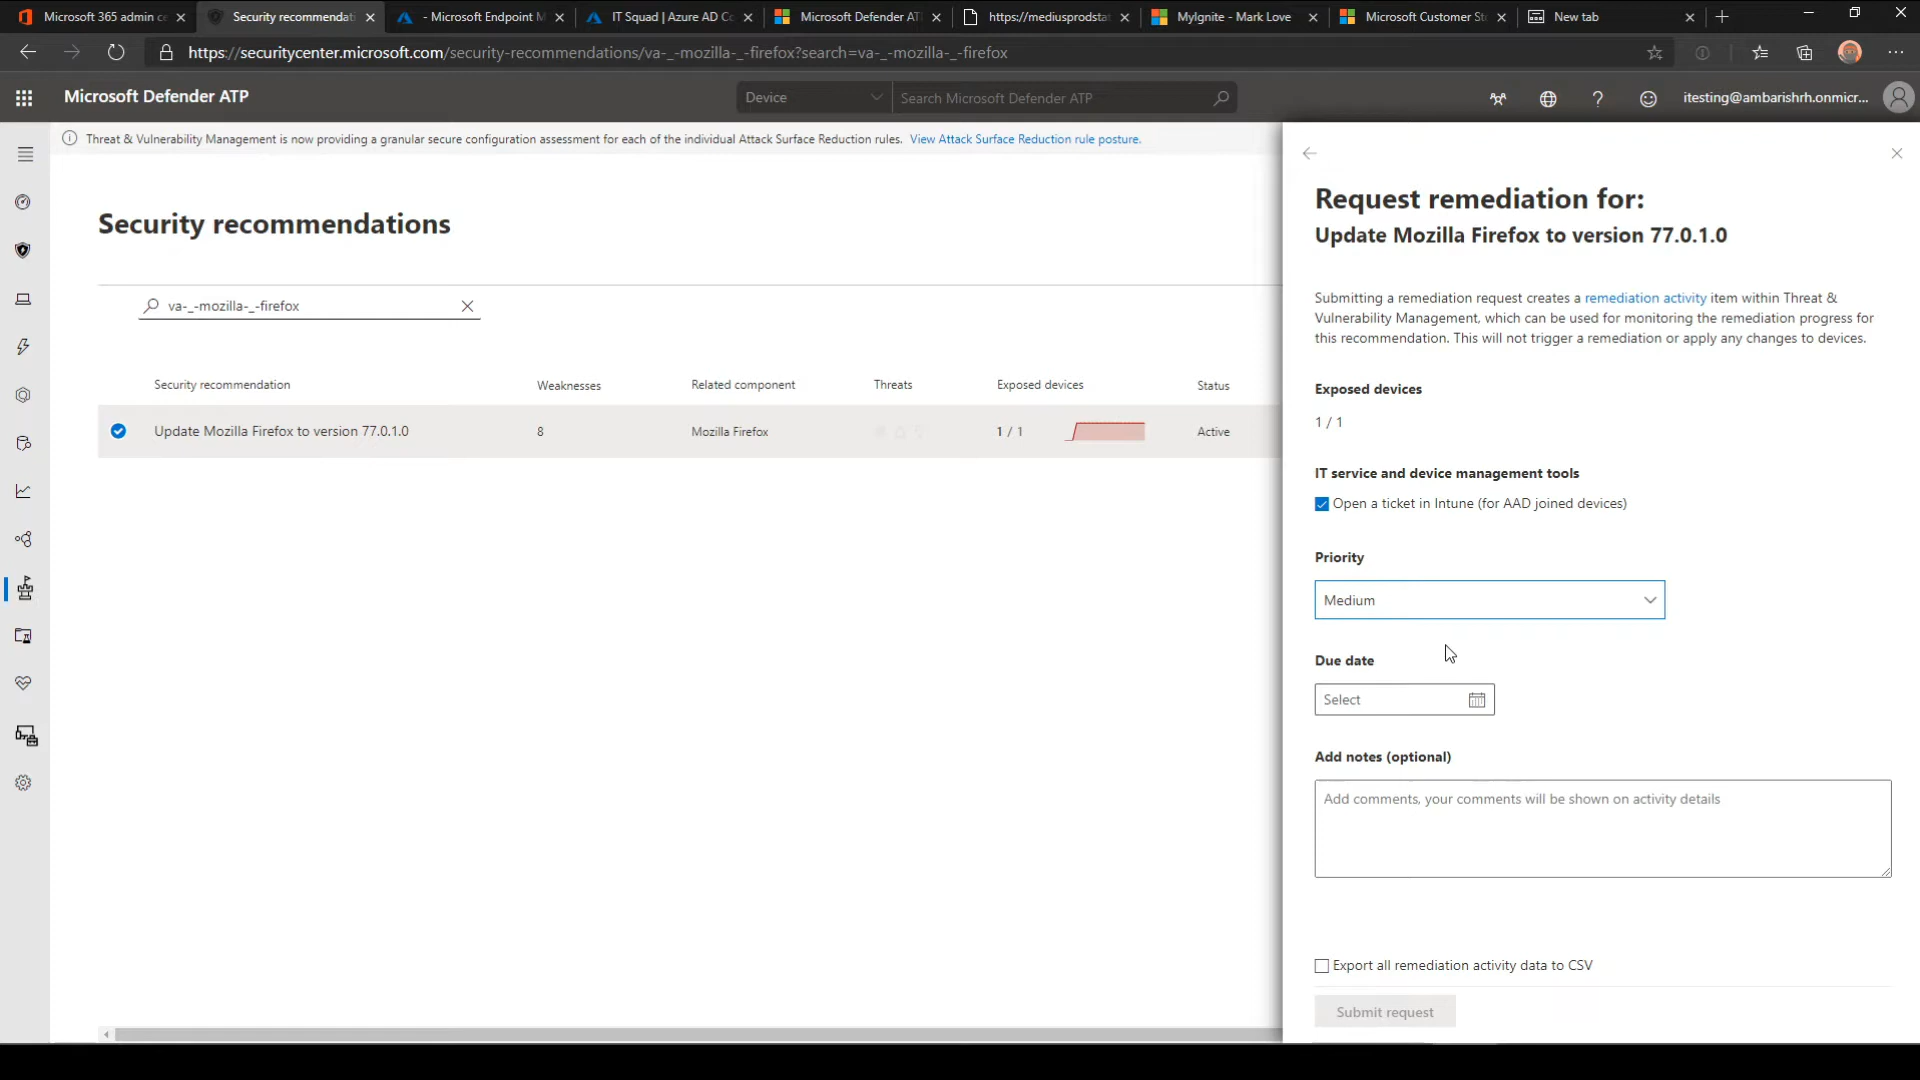 Microsoft 365 admin ce
Security recommendati
- Microsoft Endpoint M
IT Squad | Azure AD Co
Microsoft Defender AT
https://mediusprodstat
MyIgnite - Mark Love
Microsoft Customer St
New tab
https://securitycenter.microsoft.com/security-recommendations/va-_-mozilla-_-firefox?search=va-_-mozilla-_-firefox
Microsoft Defender ATP
Device
Search Microsoft Defender ATP
itesting@ambarishrh.onmicr...
Threat & Vulnerability Management is now providing a granular secure configuration assessment for each of the individual Attack Surface Reduction rules. View Attack Surface Reduction rule posture.
Security recommendations
va-_-mozilla-_-firefox
Security recommendation Weaknesses Related component Threats Exposed devices Status
Update Mozilla Firefox to version 77.0.1.0 8 Mozilla Firefox 1 / 1 Active
Request remediation for:
Update Mozilla Firefox to version 77.0.1.0
Submitting a remediation request creates a remediation activity item within Threat &
Vulnerability Management, which can be used for monitoring the remediation progress for
this recommendation. This will not trigger a remediation or apply any changes to devices.
Exposed devices
1 / 1
IT service and device management tools
Open a ticket in Intune (for AAD joined devices)
Priority
Medium
Due date
Select
Add notes (optional)
Add comments, your comments will be shown on activity details
Export all remediation activity data to CSV
Submit request